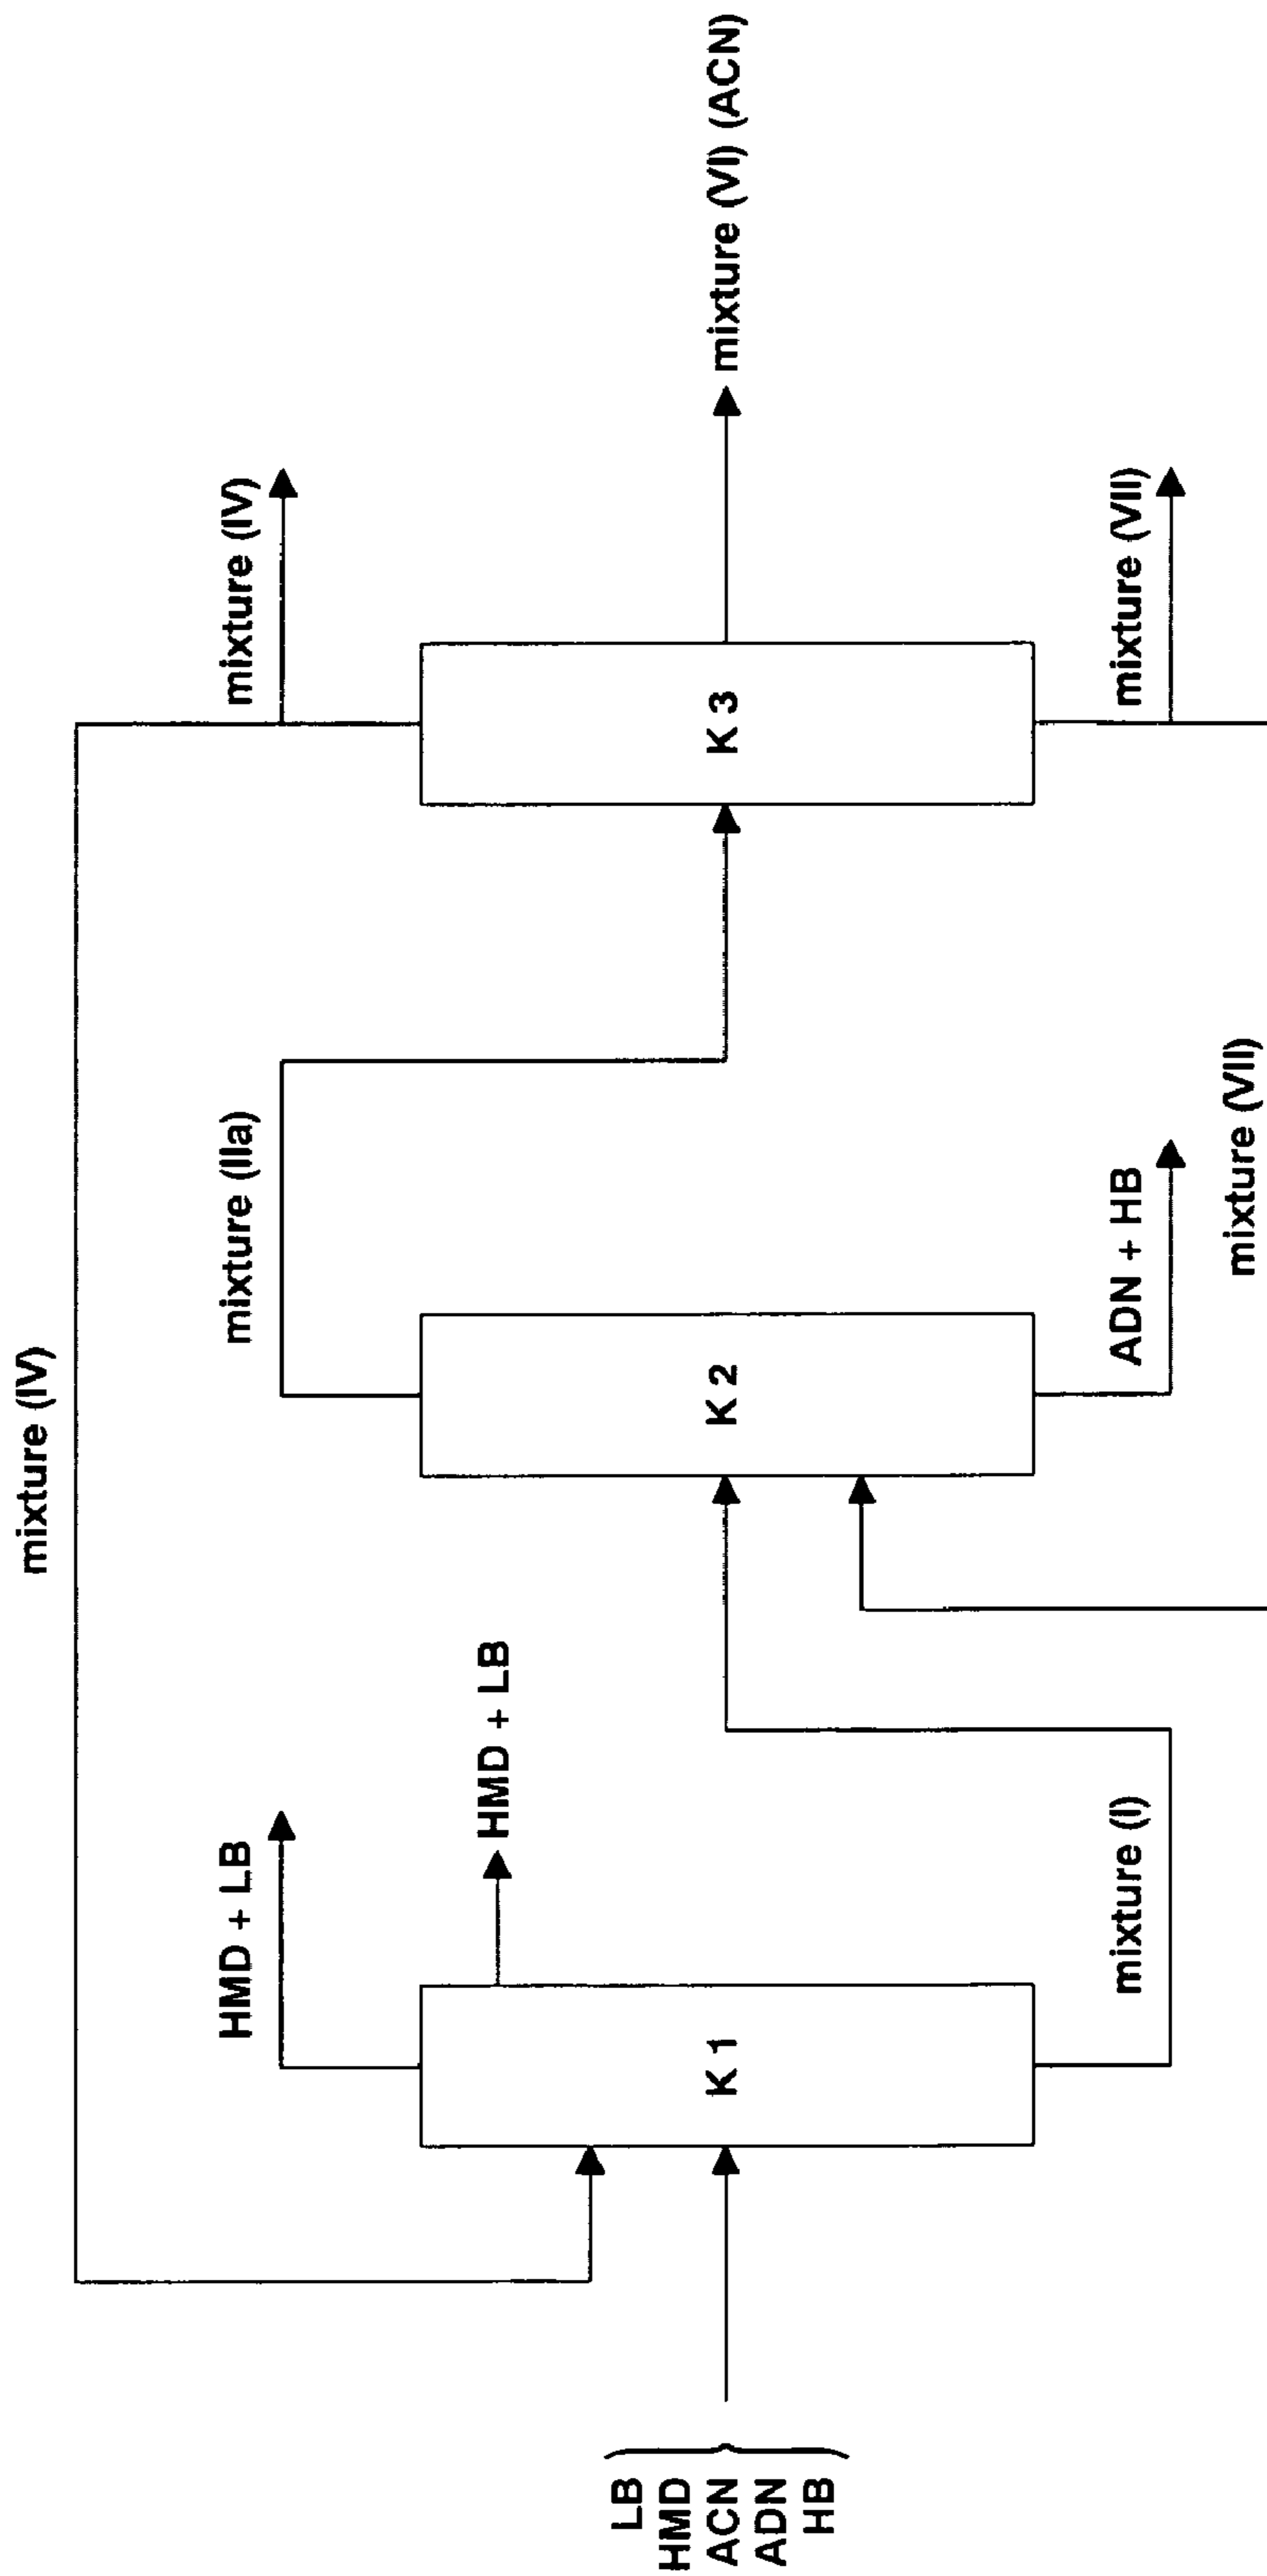 mixture (IV)
HMD + LB
mixture (IIa)
mixture (IV)
HMD + LB
LB
HMD
ACN
ADN
HB
K 1
K 2
K 3
mixture (VI) (ACN)
mixture (I)
ADN + HB
mixture (VII)
mixture (VII)